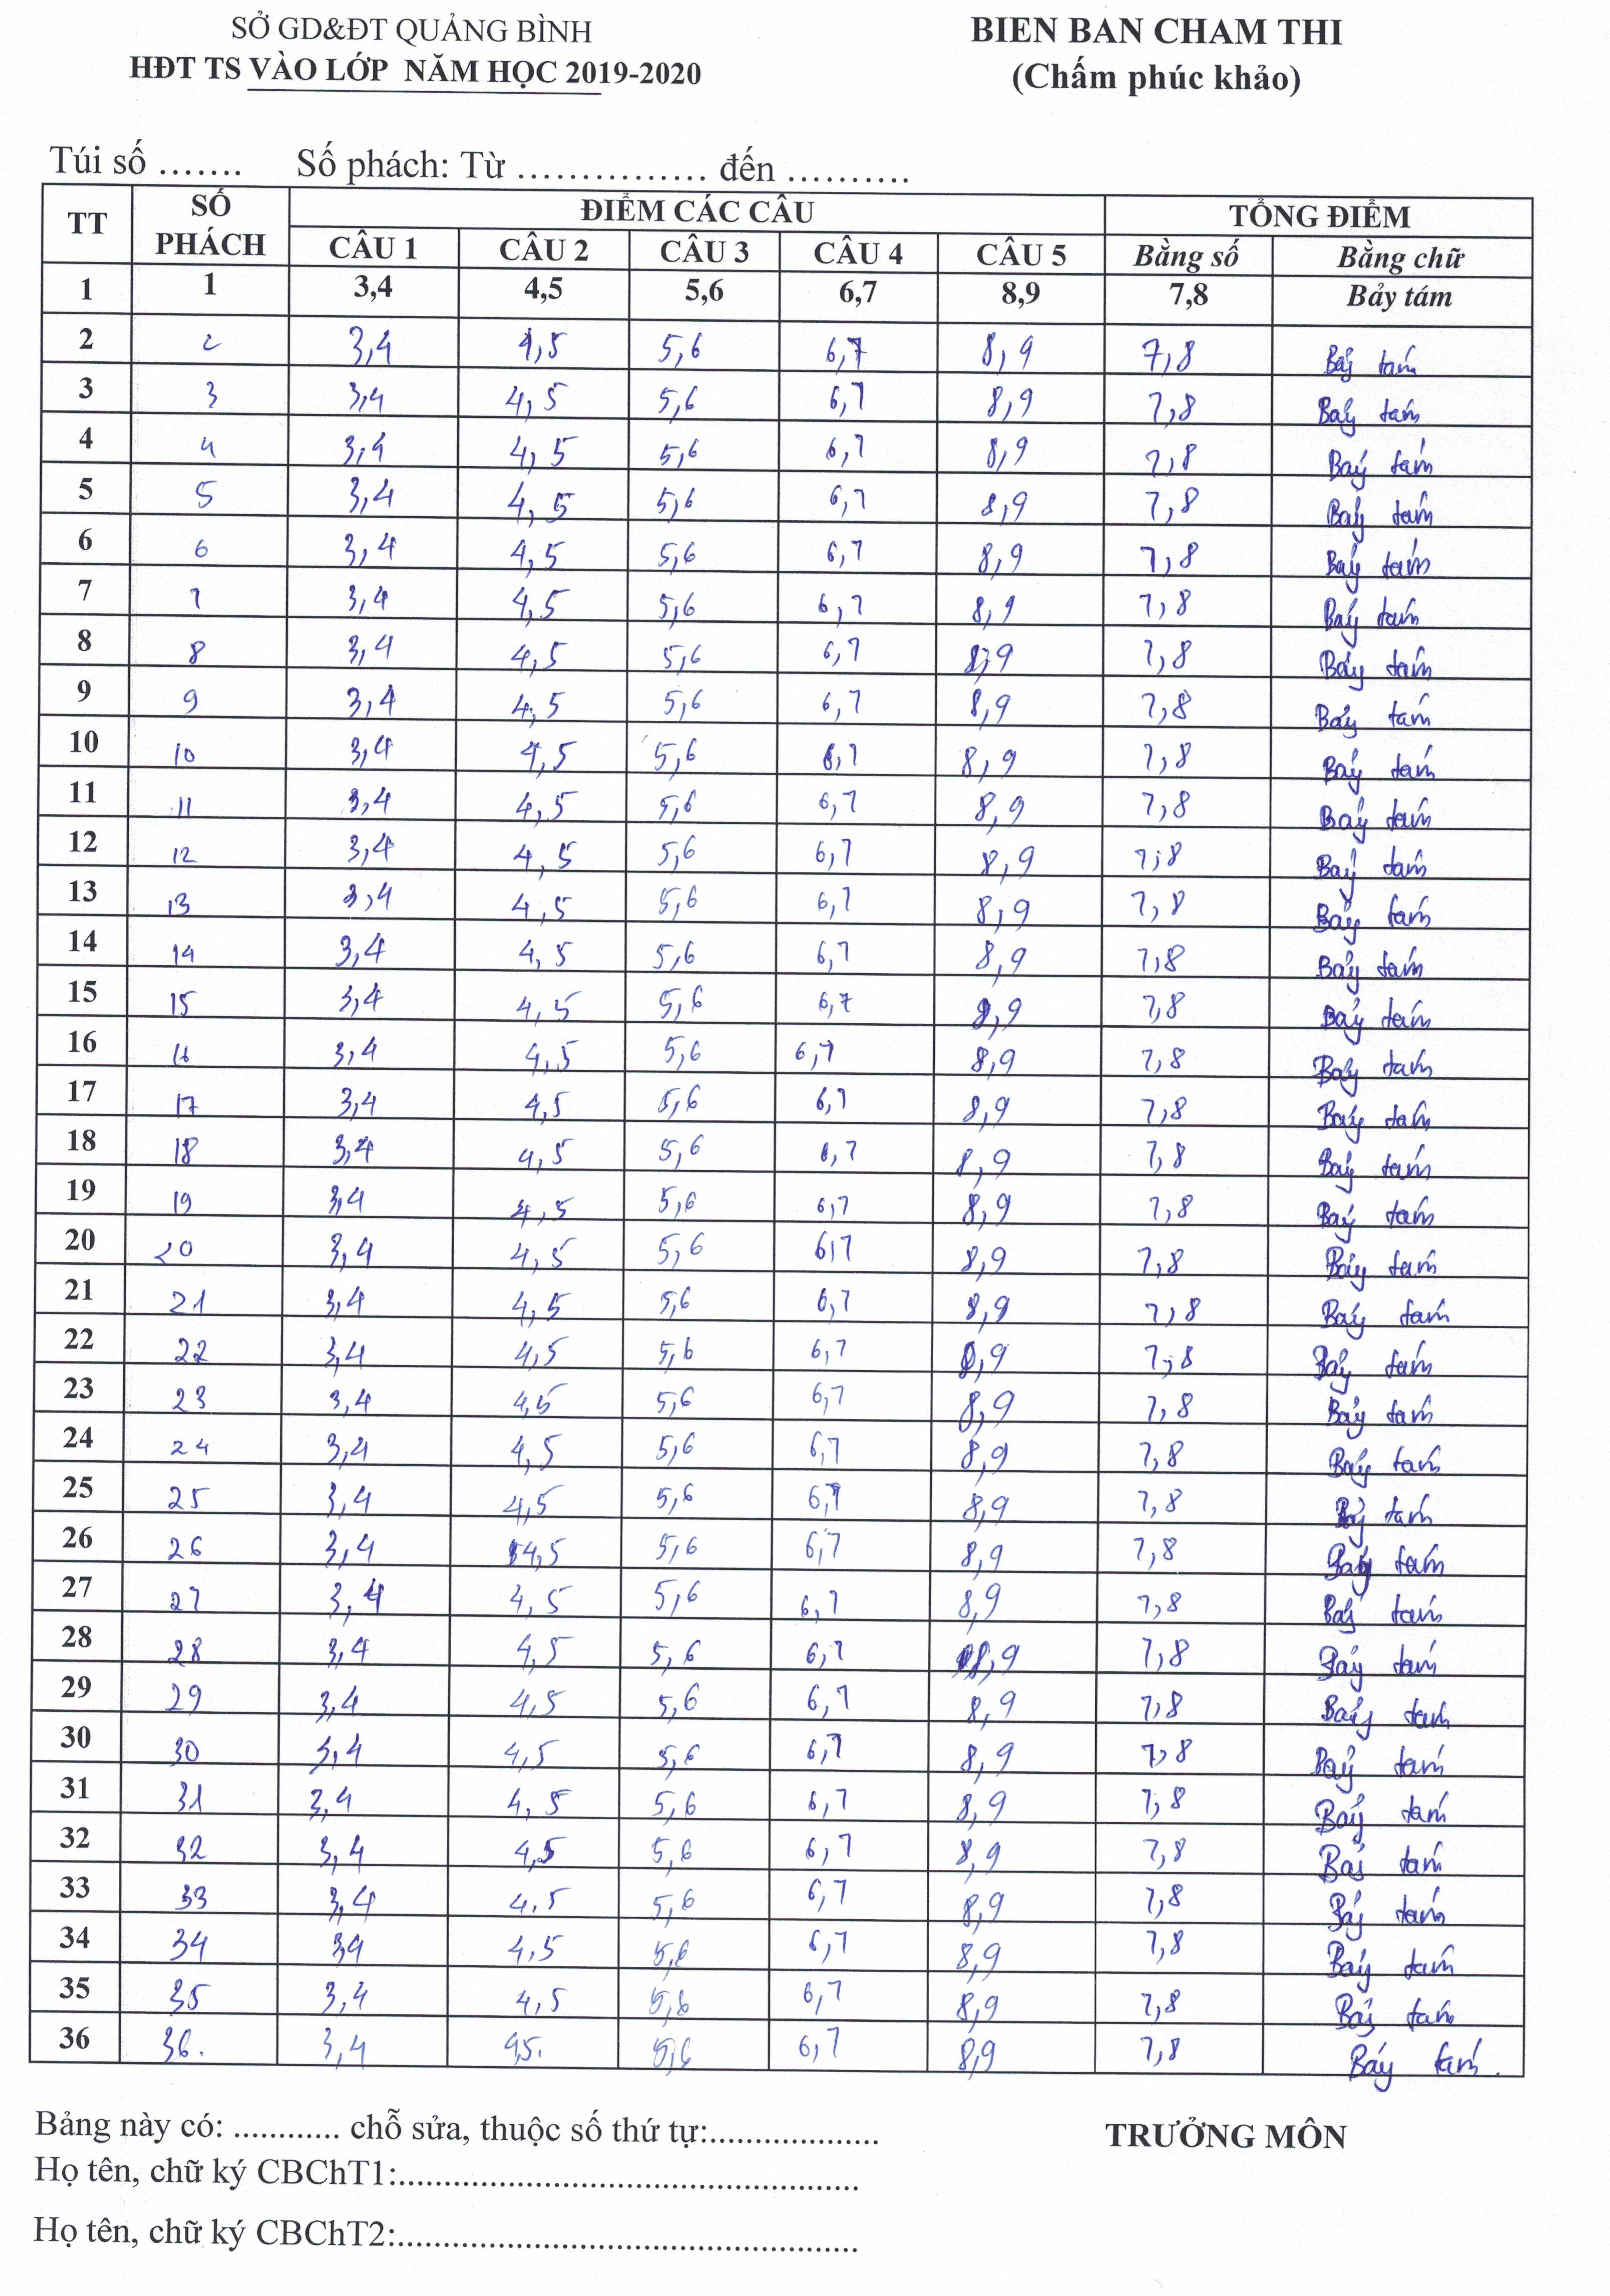 SỞ GD&ĐT QUẢNG BÌNH
HĐT TS VÀO LỚP NĂM HỌC 2019-2020
BIEN BAN CHAM THI
(Chấm phúc khảo)
Túi số ....... Số phách: Từ ............... đến ..........
TT SỐ PHÁCH ĐIỂM CÁC CÂU TỔNG ĐIỂM
CÂU 1 CÂU 2 CÂU 3 CÂU 4 CÂU 5 Bằng số Bằng chữ
1 1 3,4 4,5 5,6 6,7 8,9 7,8 Bảy tám
2 2 3,4 4,5 5,6 6,7 8,9 7,8 Bảy tám
3 3 3,4 4,5 5,6 6,7 8,9 7,8 Bảy tám
4 4 3,4 4,5 5,6 6,7 8,9 7,8 Bảy tám
5 5 3,4 4,5 5,6 6,7 8,9 7,8 Bảy tám
6 6 3,4 4,5 5,6 6,7 8,9 7,8 Bảy tám
7 7 3,4 4,5 5,6 6,7 8,9 7,8 Bảy tám
8 8 3,4 4,5 5,6 6,7 8,9 7,8 Bảy tám
9 9 3,4 4,5 5,6 6,7 8,9 7,8 Bảy tám
10 10 3,4 4,5 5,6 6,7 8,9 7,8 Bảy tám
11 11 3,4 4,5 5,6 6,7 8,9 7,8 Bảy tám
12 12 3,4 4,5 5,6 6,7 8,9 7,8 Bảy tám
13 13 3,4 4,5 5,6 6,7 8,9 7,8 Bảy tám
14 14 3,4 4,5 5,6 6,7 8,9 7,8 Bảy tám
15 15 3,4 4,5 5,6 6,7 8,9 7,8 Bảy tám
16 16 3,4 4,5 5,6 6,7 8,9 7,8 Bảy tám
17 17 3,4 4,5 5,6 6,7 8,9 7,8 Bảy tám
18 18 3,4 4,5 5,6 6,7 8,9 7,8 Bảy tám
19 19 3,4 4,5 5,6 6,7 8,9 7,8 Bảy tám
20 20 3,4 4,5 5,6 6,7 8,9 7,8 Bảy tám
21 21 3,4 4,5 5,6 6,7 8,9 7,8 Bảy tám
22 22 3,4 4,5 5,6 6,7 8,9 7,8 Bảy tám
23 23 3,4 4,5 5,6 6,7 8,9 7,8 Bảy tám
24 24 3,4 4,5 5,6 6,7 8,9 7,8 Bảy tám
25 25 3,4 4,5 5,6 6,7 8,9 7,8 Bảy tám
26 26 3,4 4,5 5,6 6,7 8,9 7,8 Bảy tám
27 27 3,4 4,5 5,6 6,7 8,9 7,8 Bảy tám
28 28 3,4 4,5 5,6 6,7 8,9 7,8 Bảy tám
29 29 3,4 4,5 5,6 6,7 8,9 7,8 Bảy tám
30 30 3,4 4,5 5,6 6,7 8,9 7,8 Bảy tám
31 31 3,4 4,5 5,6 6,7 8,9 7,8 Bảy tám
32 32 3,4 4,5 5,6 6,7 8,9 7,8 Bảy tám
33 33 3,4 4,5 5,6 6,7 8,9 7,8 Bảy tám
34 34 3,4 4,5 5,6 6,7 8,9 7,8 Bảy tám
35 35 3,4 4,5 5,6 6,7 8,9 7,8 Bảy tám
36 36. 3,4 4,5. 5,6 6,7 8,9 7,8 Bảy tám.
Bảng này có: ............ chỗ sửa, thuộc số thứ tự:...................
TRƯỞNG MÔN
Họ tên, chữ ký CBChT1:....................................................
Họ tên, chữ ký CBChT2:....................................................